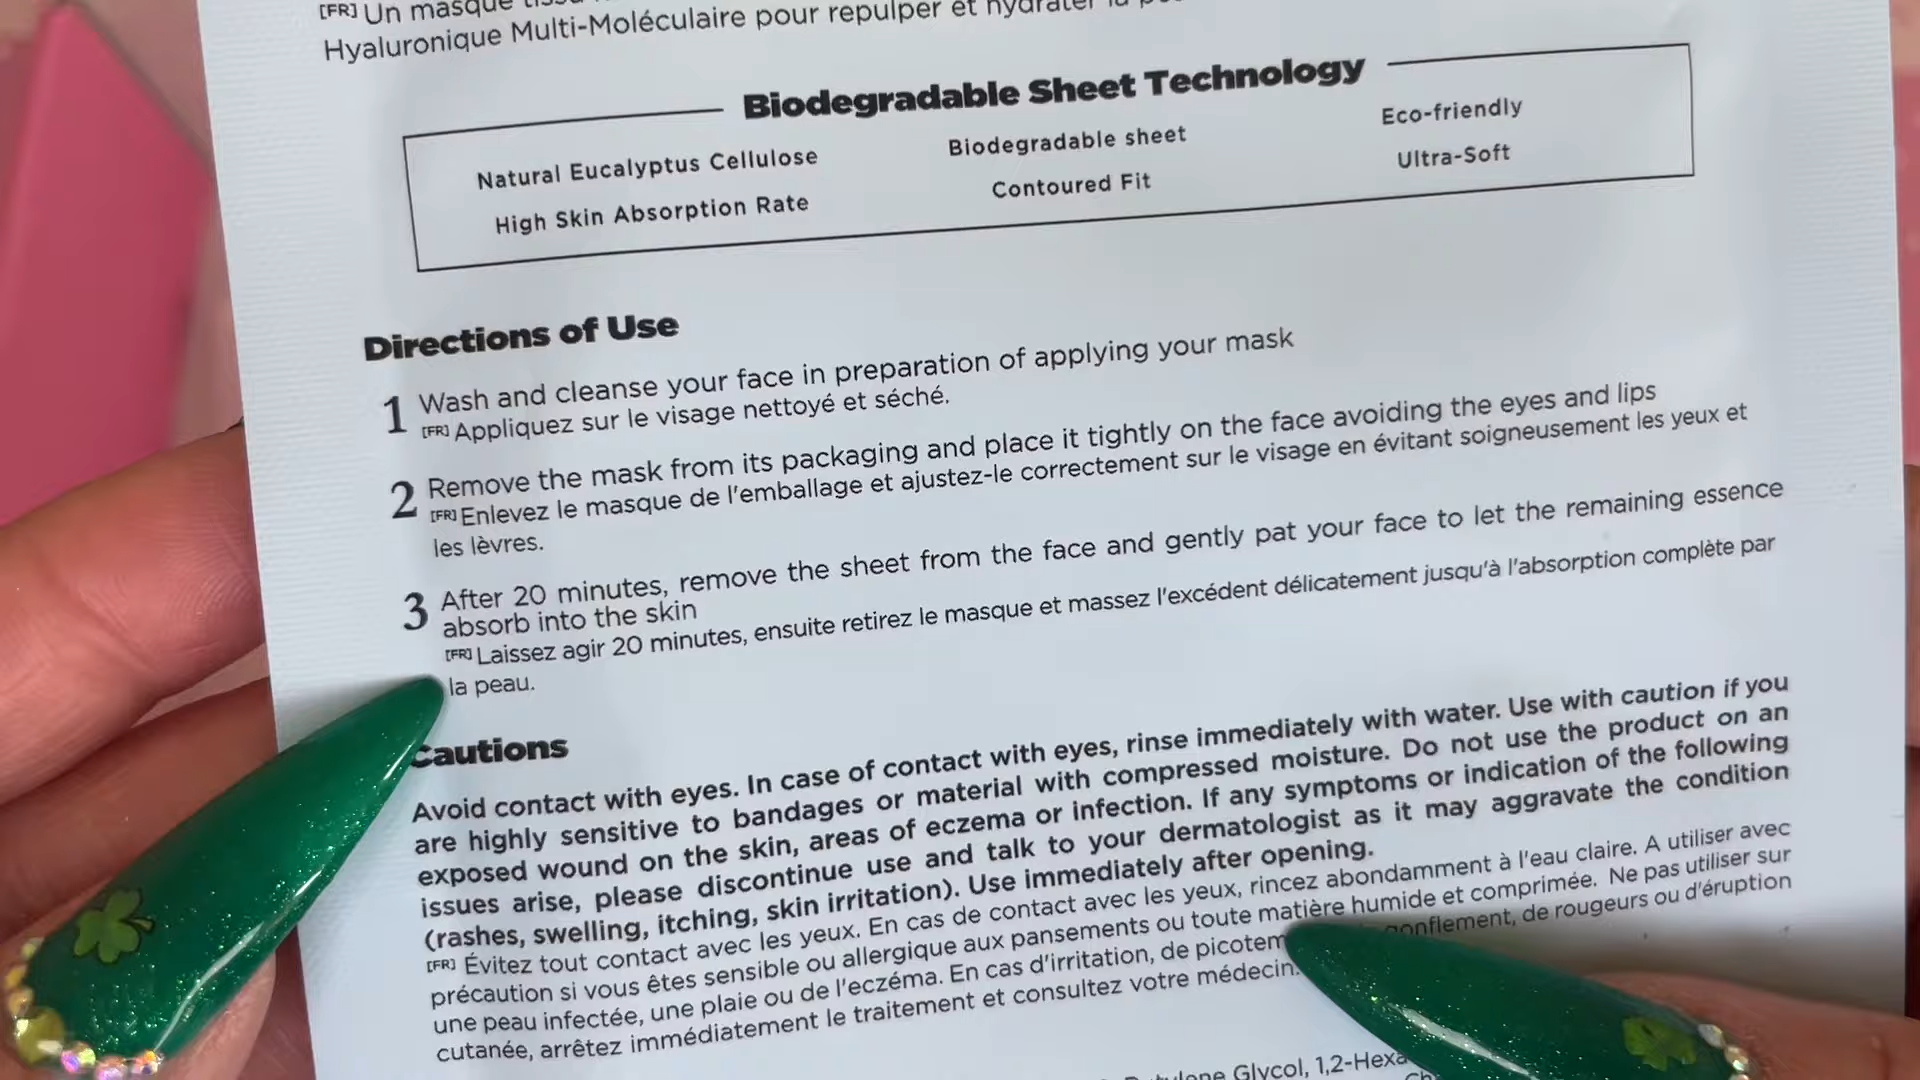 [FR] Un masque
Hyaluronique Multi-Moléculaire pour repulper et hydrater la
Biodegradable Sheet Technology
Natural Eucalyptus Cellulose Biodegradable sheet Eco-friendly
High Skin Absorption Rate Contoured Fit Ultra-Soft
Directions of Use
1 Wash and cleanse your face in preparation of applying your mask
[FR] Appliquez sur le visage nettoyé et séché.
2 Remove the mask from its packaging and place it tightly on the face avoiding the eyes and lips
[FR] Enlevez le masque de l'emballage et ajustez-le correctement sur le visage en évitant soigneusement les yeux et
les lèvres.
3 After 20 minutes, remove the sheet from the face and gently pat your face to let the remaining essence
absorb into the skin
[FR] Laissez agir 20 minutes, ensuite retirez le masque et massez l'excédent délicatement jusqu'à l'absorption complète par
la peau.
Cautions
Avoid contact with eyes. In case of contact with eyes, rinse immediately with water. Use with caution if you
are highly sensitive to bandages or material with compressed moisture. Do not use the product on an
exposed wound on the skin, areas of eczema or infection. If any symptoms or indication of the following
issues arise, please discontinue use and talk to your dermatologist as it may aggravate the condition
(rashes, swelling, itching, skin irritation). Use immediately after opening.
[FR] Évitez tout contact avec les yeux. En cas de contact avec les yeux, rincez abondamment à l'eau claire. A utiliser avec
précaution si vous êtes sensible ou allergique aux pansements ou toute matière humide et comprimée. Ne pas utiliser sur
une peau infectée, une plaie ou de l'eczéma. En cas d'irritation, de picotem gonflement, de rougeurs ou d'éruption
cutanée, arrêtez immédiatement le traitement et consultez votre médecin.
Glycol, 1,2-Hexa